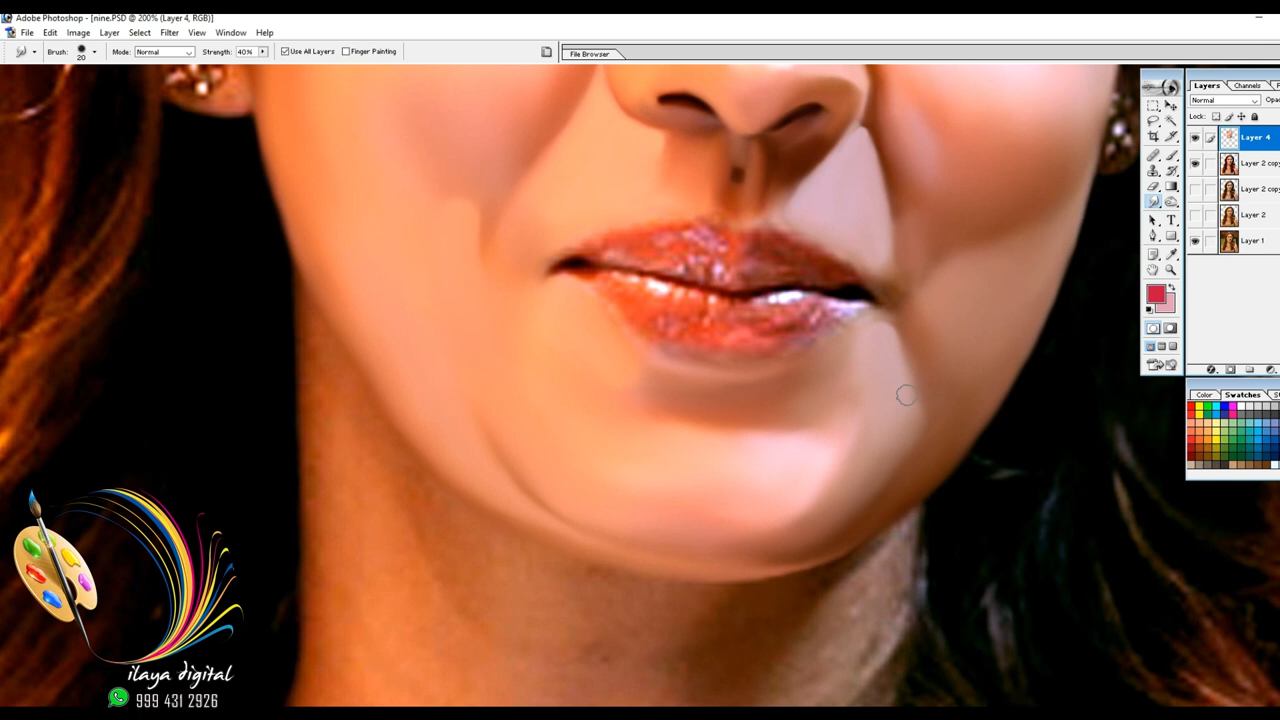 Adobe Photoshop - [nine.PSD @ 200% (Layer 4, RGB)]
File Edit Image Layer Select Filter View Window Help
Brush: 20 Mode: Normal Strength: 40% Use All Layers Finger Painting File Browser
Layers Channels
Normal Opac
Lock:
Layer 4
Layer 2 copy
Layer 2 copy
Layer 2
Layer 1
Color Swatches
ilaya digital
999 431 2926